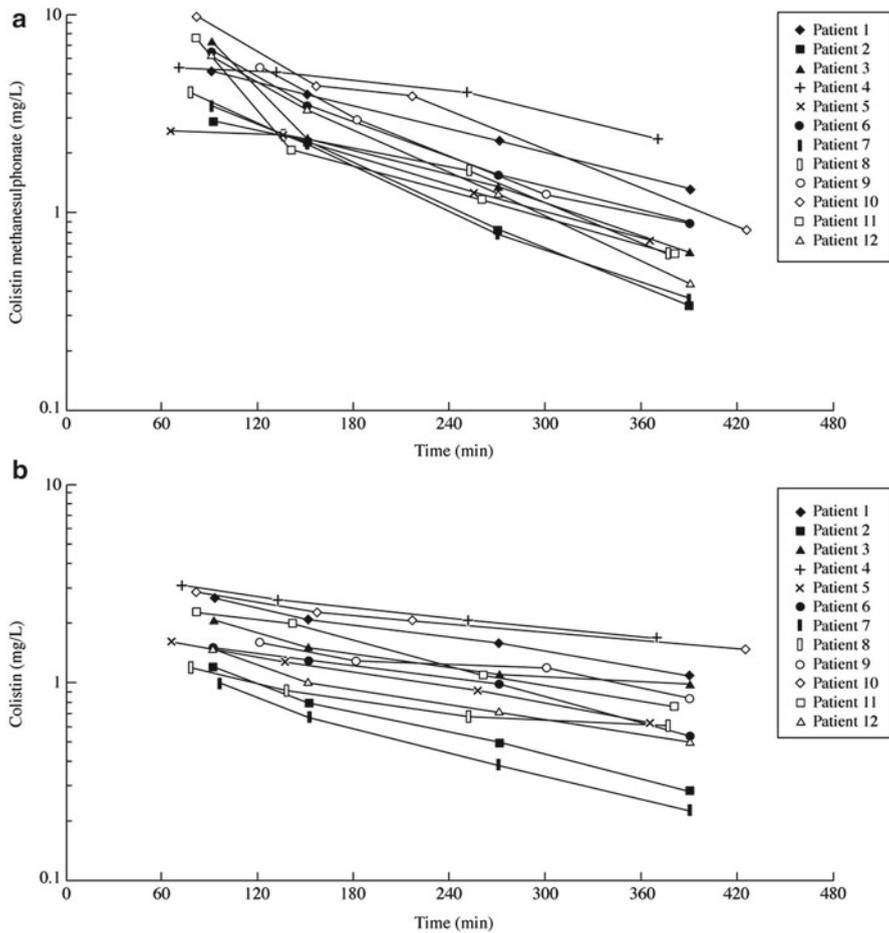 a
10
1
0.1
Colistin methanesulphonate (mg/L)
0 60 120 180 240 300 360 420 480
Time (min)
Patient 1
Patient 2
Patient 3
Patient 4
Patient 5
Patient 6
Patient 7
Patient 8
Patient 9
Patient 10
Patient 11
Patient 12
b
10
1
0.1
Colistin (mg/L)
0 60 120 180 240 300 360 420 480
Time (min)
Patient 1
Patient 2
Patient 3
Patient 4
Patient 5
Patient 6
Patient 7
Patient 8
Patient 9
Patient 10
Patient 11
Patient 12